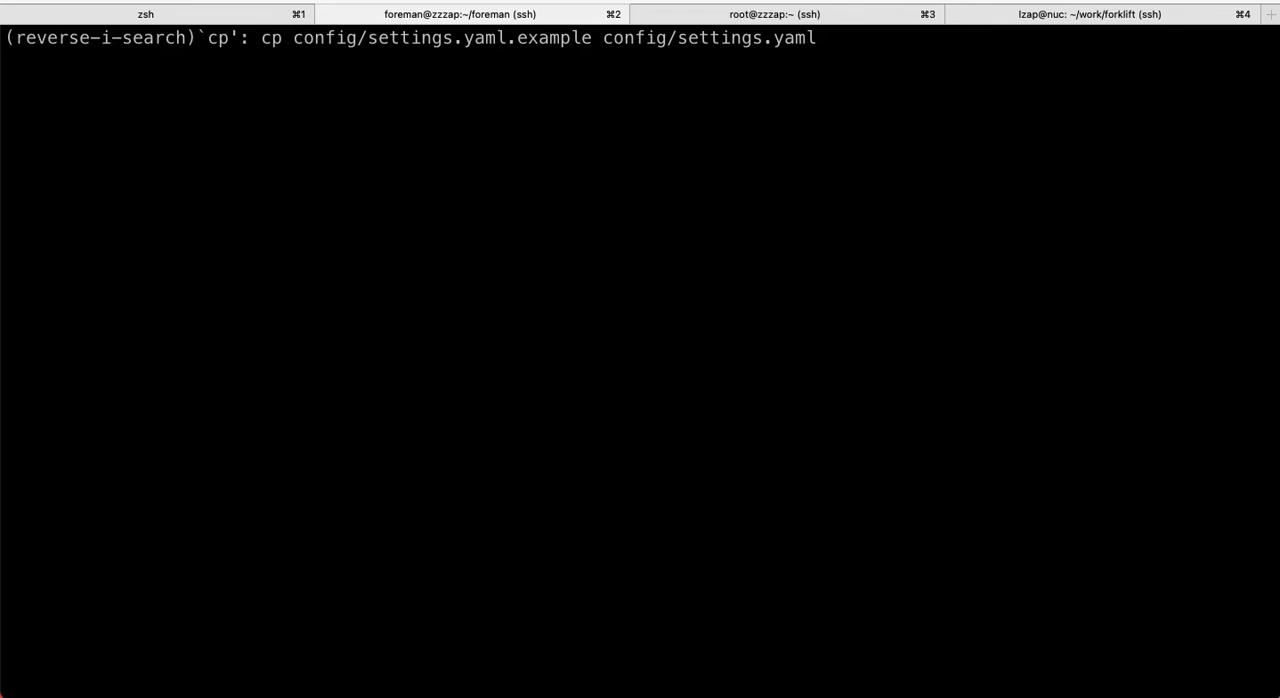 zsh ⌘1 foreman@zzzap:~/foreman (ssh) ⌘2 root@zzzap:~ (ssh) ⌘3 lzap@nuc: ~/work/forklift (ssh) ⌘4
(reverse-i-search)`cp': cp config/settings.yaml.example config/settings.yaml